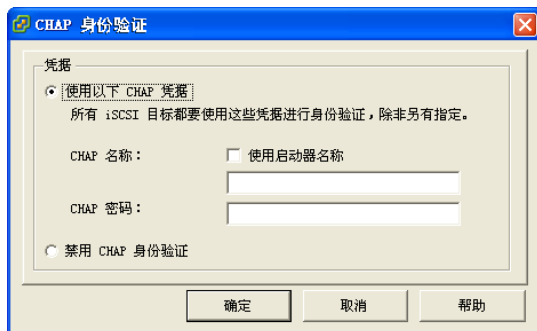 CHAP 身份验证
凭据
使用以下 CHAP 凭据
所有 iSCSI 目标都要使用这些凭据进行身份验证，除非另有指定。
CHAP 名称： 使用启动器名称
CHAP 密码：
禁用 CHAP 身份验证
确定 取消 帮助